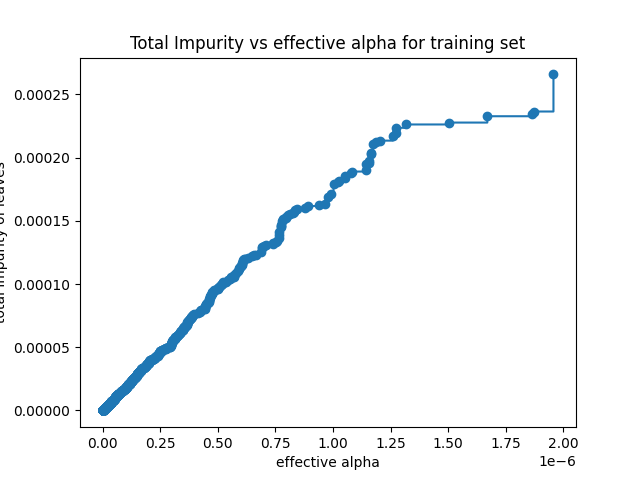 Total Impurity vs effective alpha for training set
total impurity of leaves
0.00025
0.00020
0.00015
0.00010
0.00005
0.00000
0.00 0.25 0.50 0.75 1.00 1.25 1.50 1.75 2.00
1e−6
effective alpha